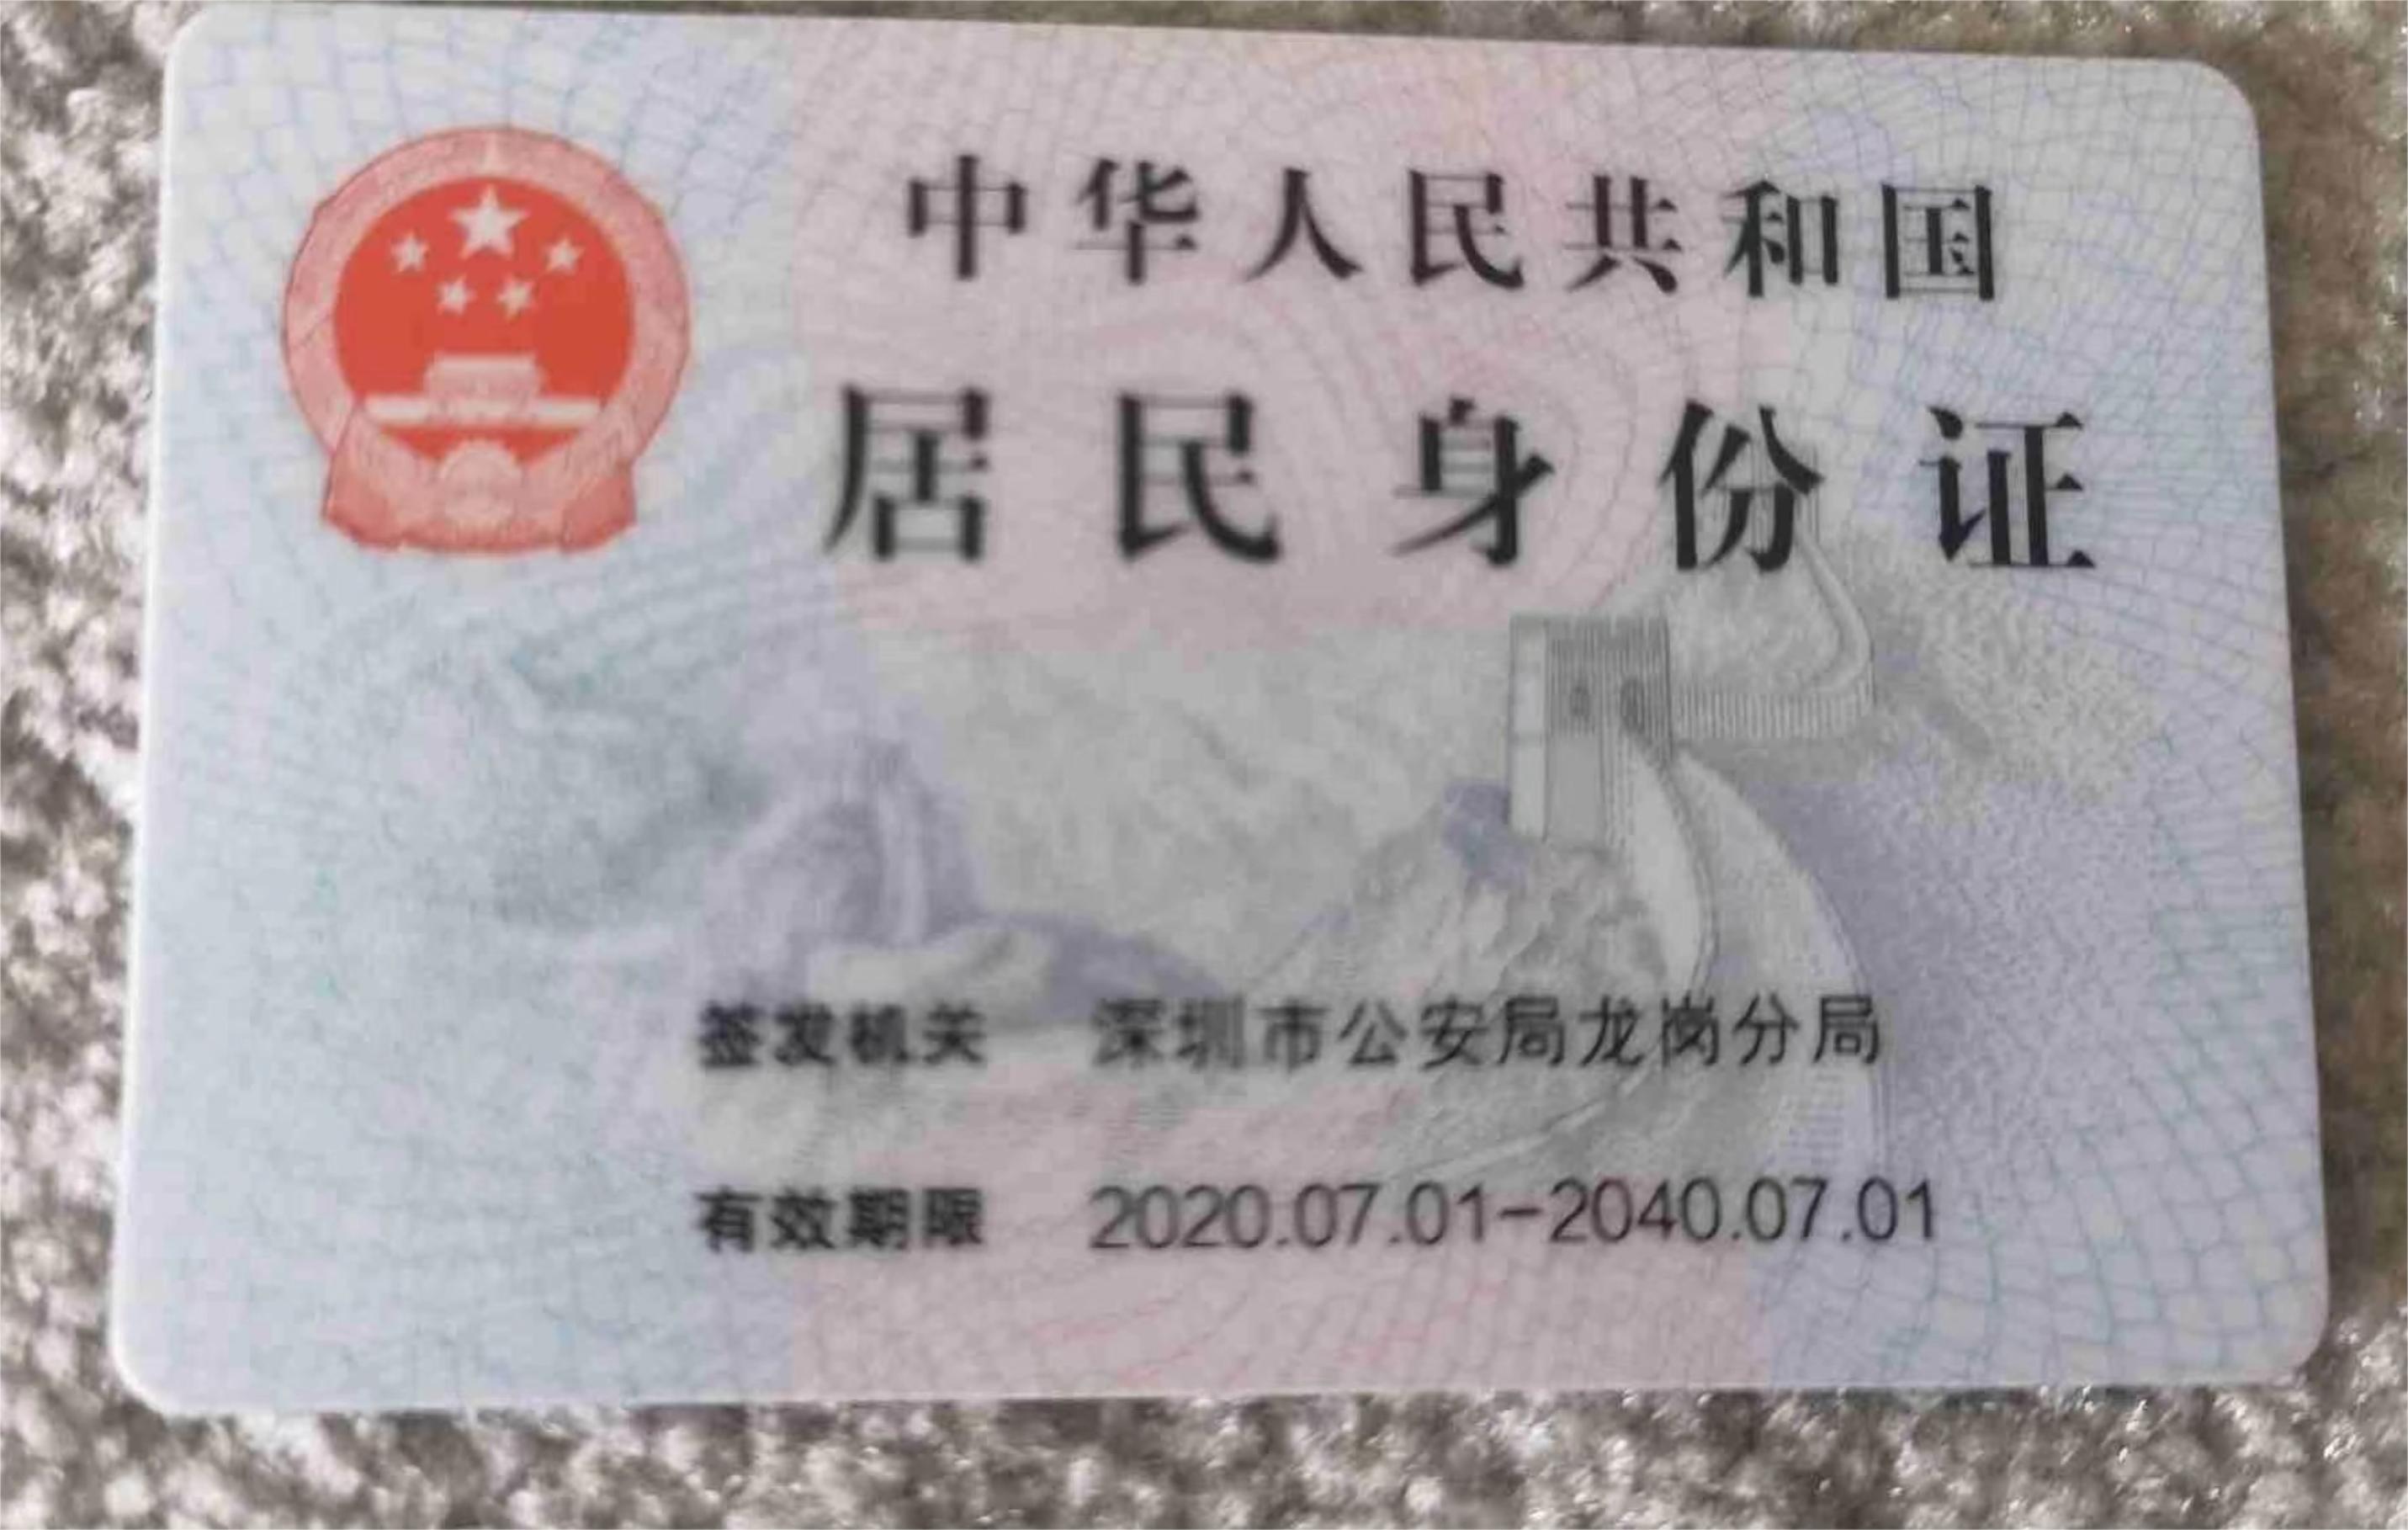 中华人民共和国
居民身份证
签发机关 深圳市公安局龙岗分局
有效期限 2020.07.01-2040.07.01